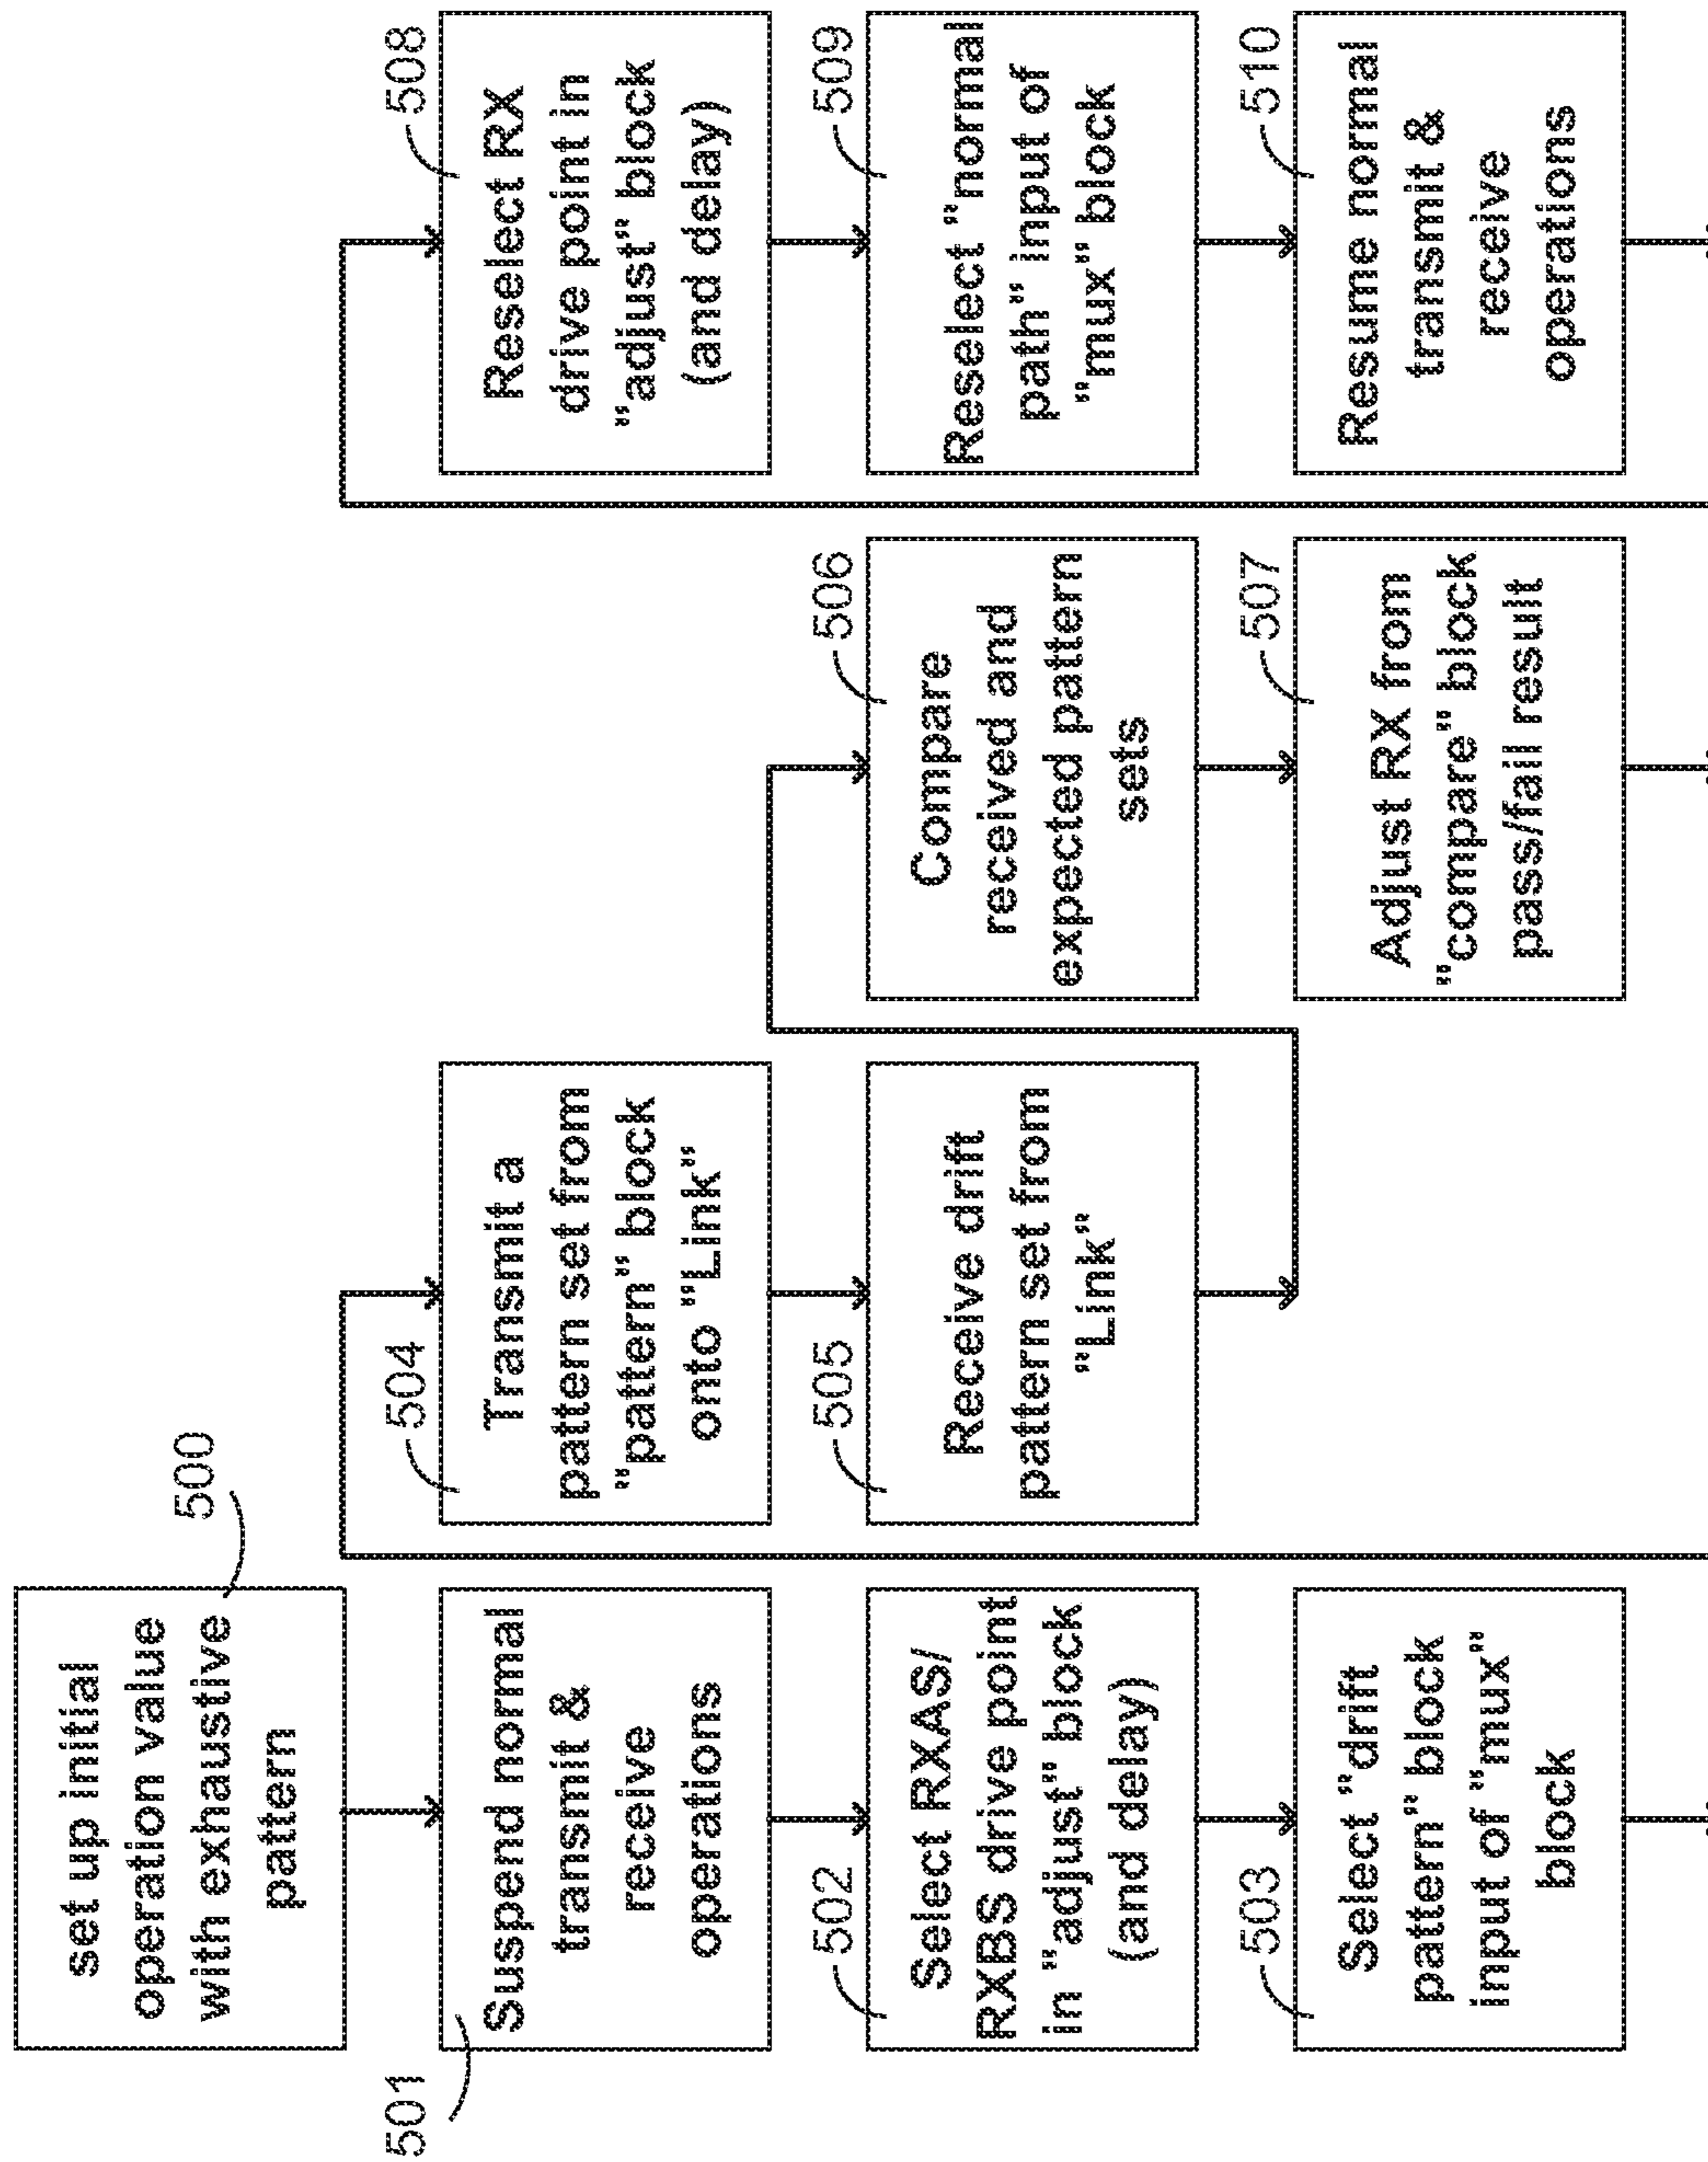 500
set up initial
operation value
with exhaustive
pattern
501
Suspend normal
transmit &
receive
operations
502
Select RXAS/
RXBS drive point
in "adjust" block
(and delay)
503
Select "drift
pattern" block
input of "mux"
block
504
Transmit a
pattern set from
"pattern" block
onto "Link"
505
Receive drift
pattern set from
"Link"
506
Compare
received and
expected pattern
sets
507
Adjust RX from
"compare" block
pass/fail result
508
Reselect RX
drive point in
"adjust" block
(and delay)
509
Reselect "normal
path" input of
"mux" block
510
Resume normal
transmit &
receive
operations